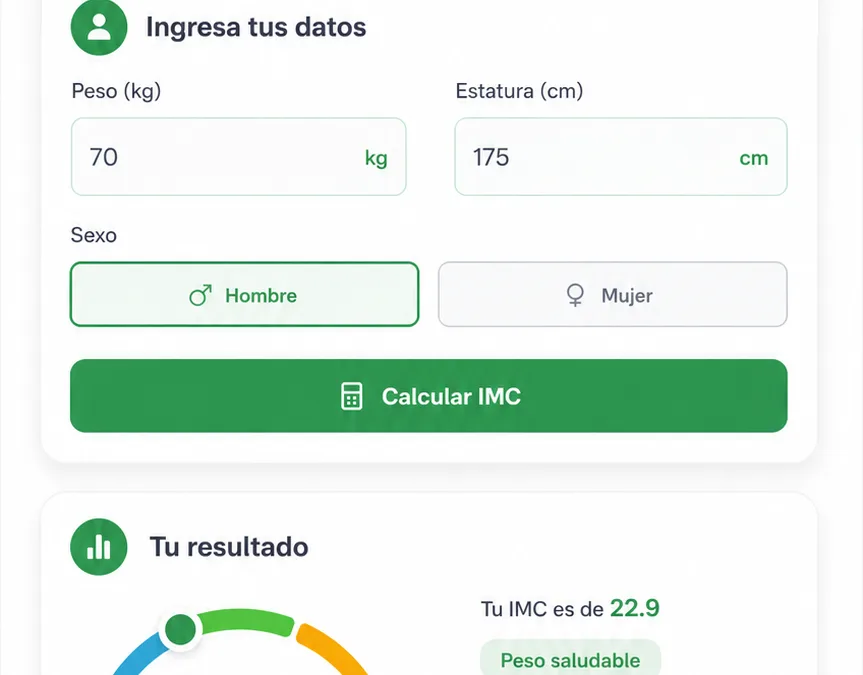 Ingresa tus datos
Peso (kg)
Estatura (cm)
70 kg
175 cm
Sexo
Hombre
Mujer
Calcular IMC
Tu resultado
Tu IMC es de 22.9
Peso saludable